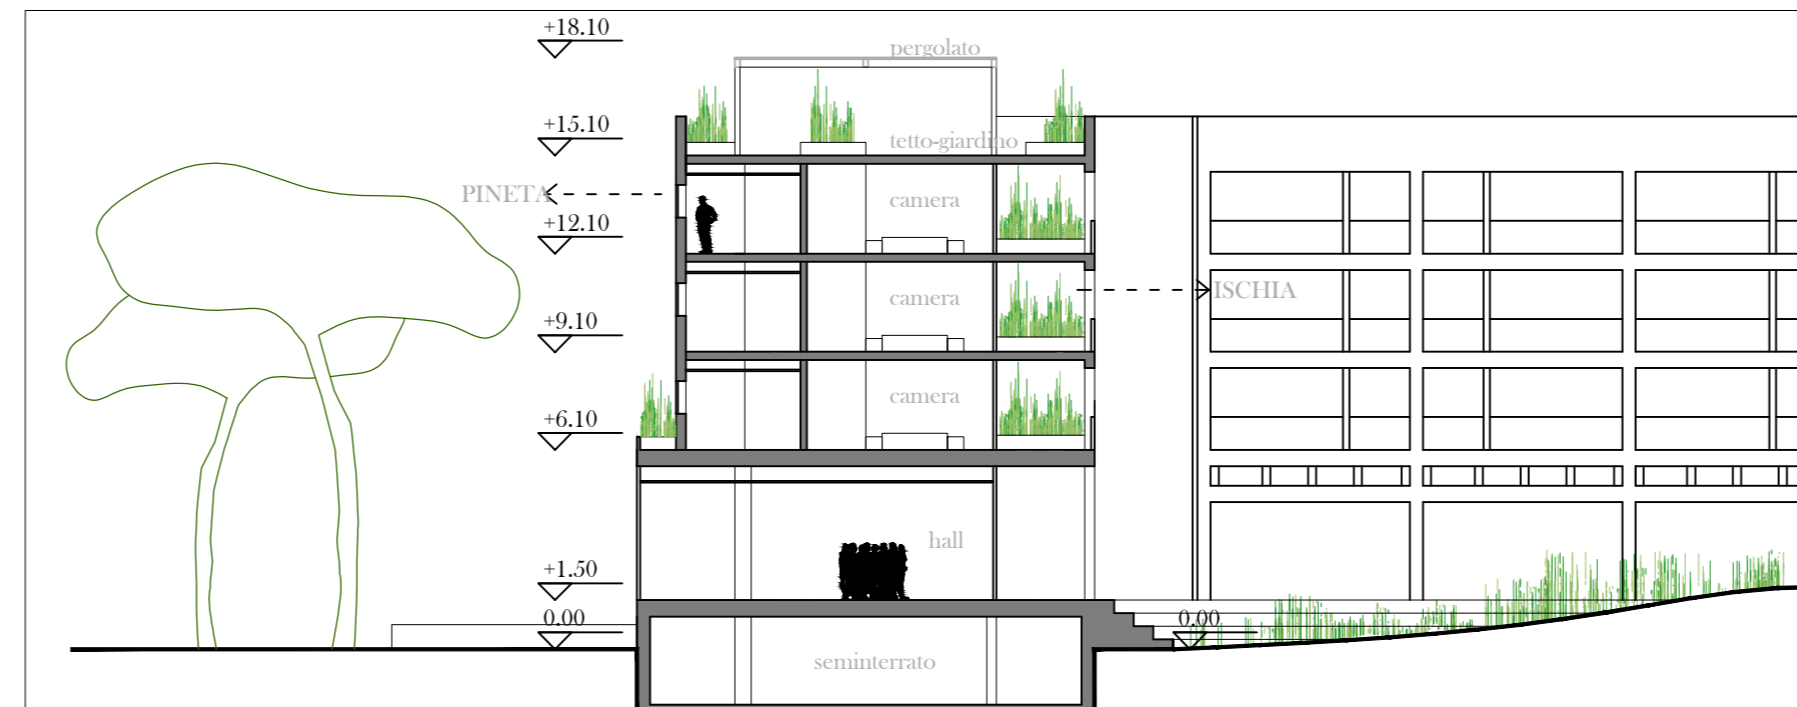 +18.10
pergolato
+15.10
tetto-giardino
PINETA
camera
+12.10
camera
ISCHIA
+9.10
camera
+6.10
hall
+1.50
0.00
0.00
seminterrato